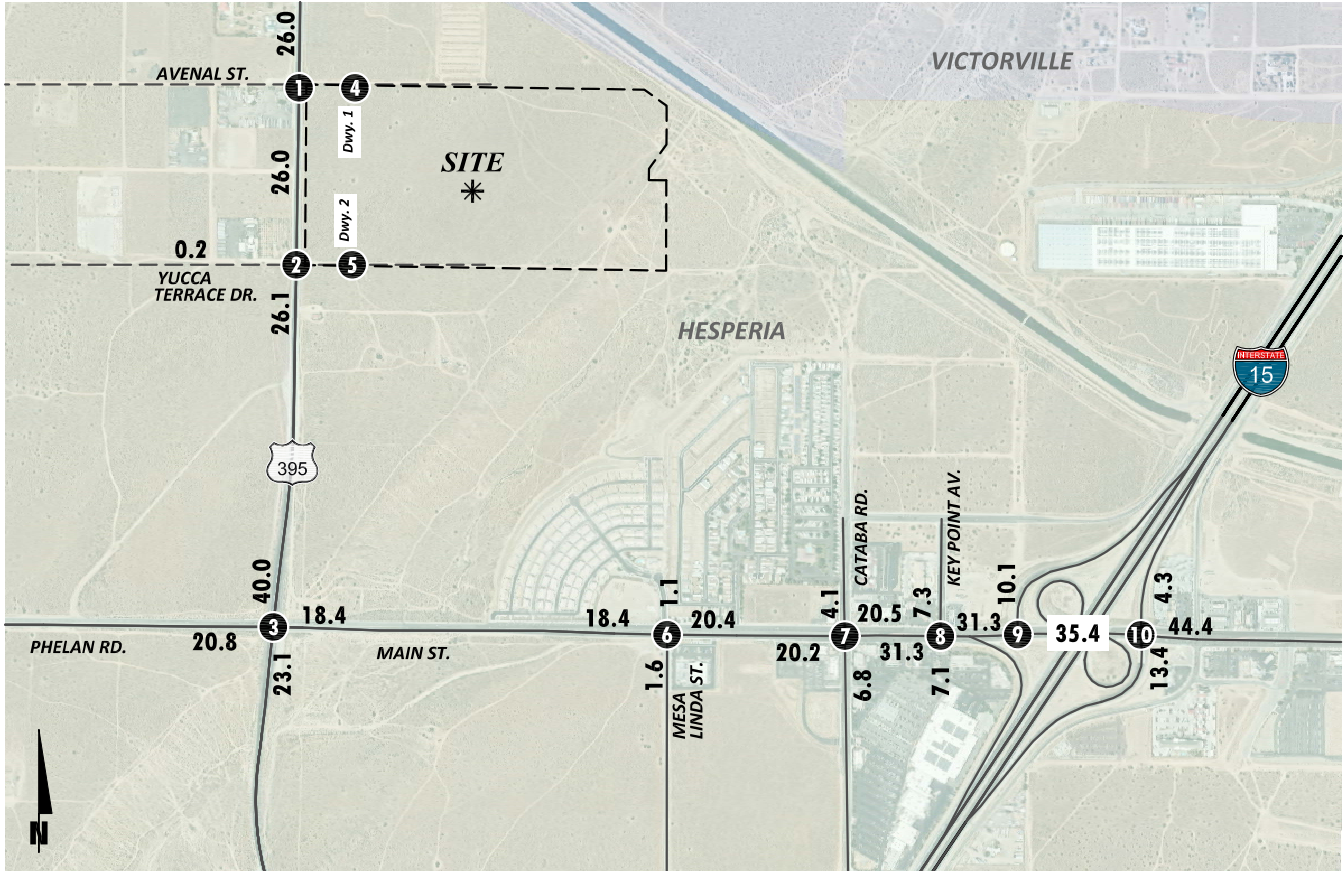 26.0
VICTORVILLE
AVENAL ST.
1
4
Dwy. 1
26.0
SITE
Dwy. 2
0.2
2
5
YUCCA
TERRACE DR.
26.1
HESPERIA
INTERSTATE
15
395
CATABA RD.
KEY POINT AV.
40.0
1.1
4.1
7.3
10.1
4.3
18.4
18.4
20.4
20.5
31.3
3
6
7
8
9
35.4
10
44.4
PHELAN RD.
20.8
MAIN ST.
20.2
31.3
23.1
1.6
MESA
LINDA ST.
6.8
7.1
13.4
N